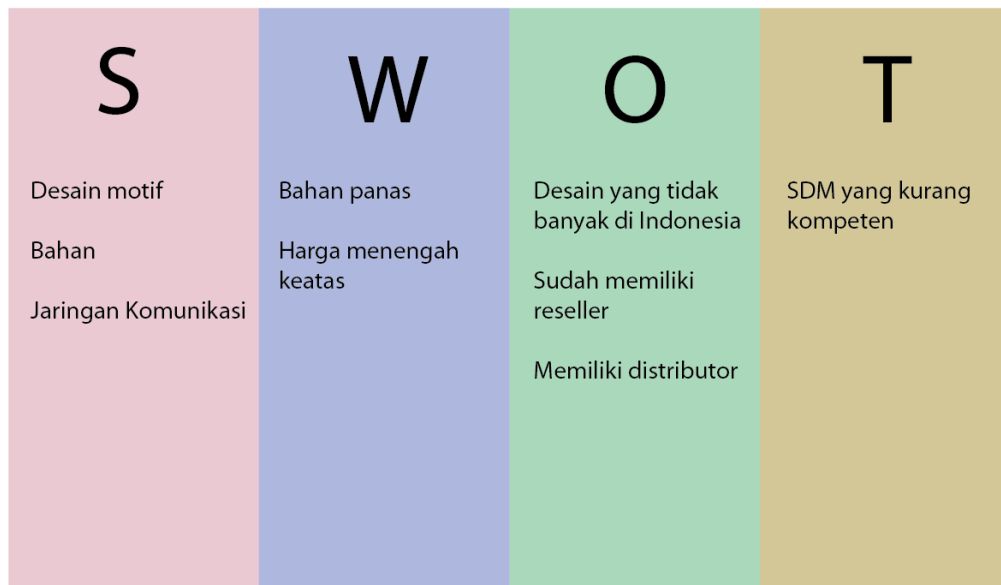 S
Desain motif
Bahan
Jaringan Komunikasi
W
Bahan panas
Harga menengah
keatas
O
Desain yang tidak
banyak di Indonesia
Sudah memiliki
reseller
Memiliki distributor
T
SDM yang kurang
kompeten